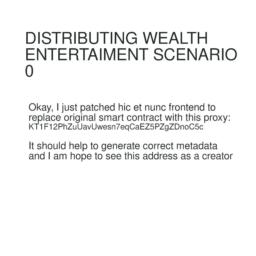 DISTRIBUTING WEALTH
ENTERTAIMENT SCENARIO
0
Okay, I just patched hic et nunc frontend to
replace original smart contract with this proxy:
KT1F12PhZuUavUwesn7eqCaEZ5PZgZDnoC5c
It should help to generate correct metadata
and I am hope to see this address as a creator